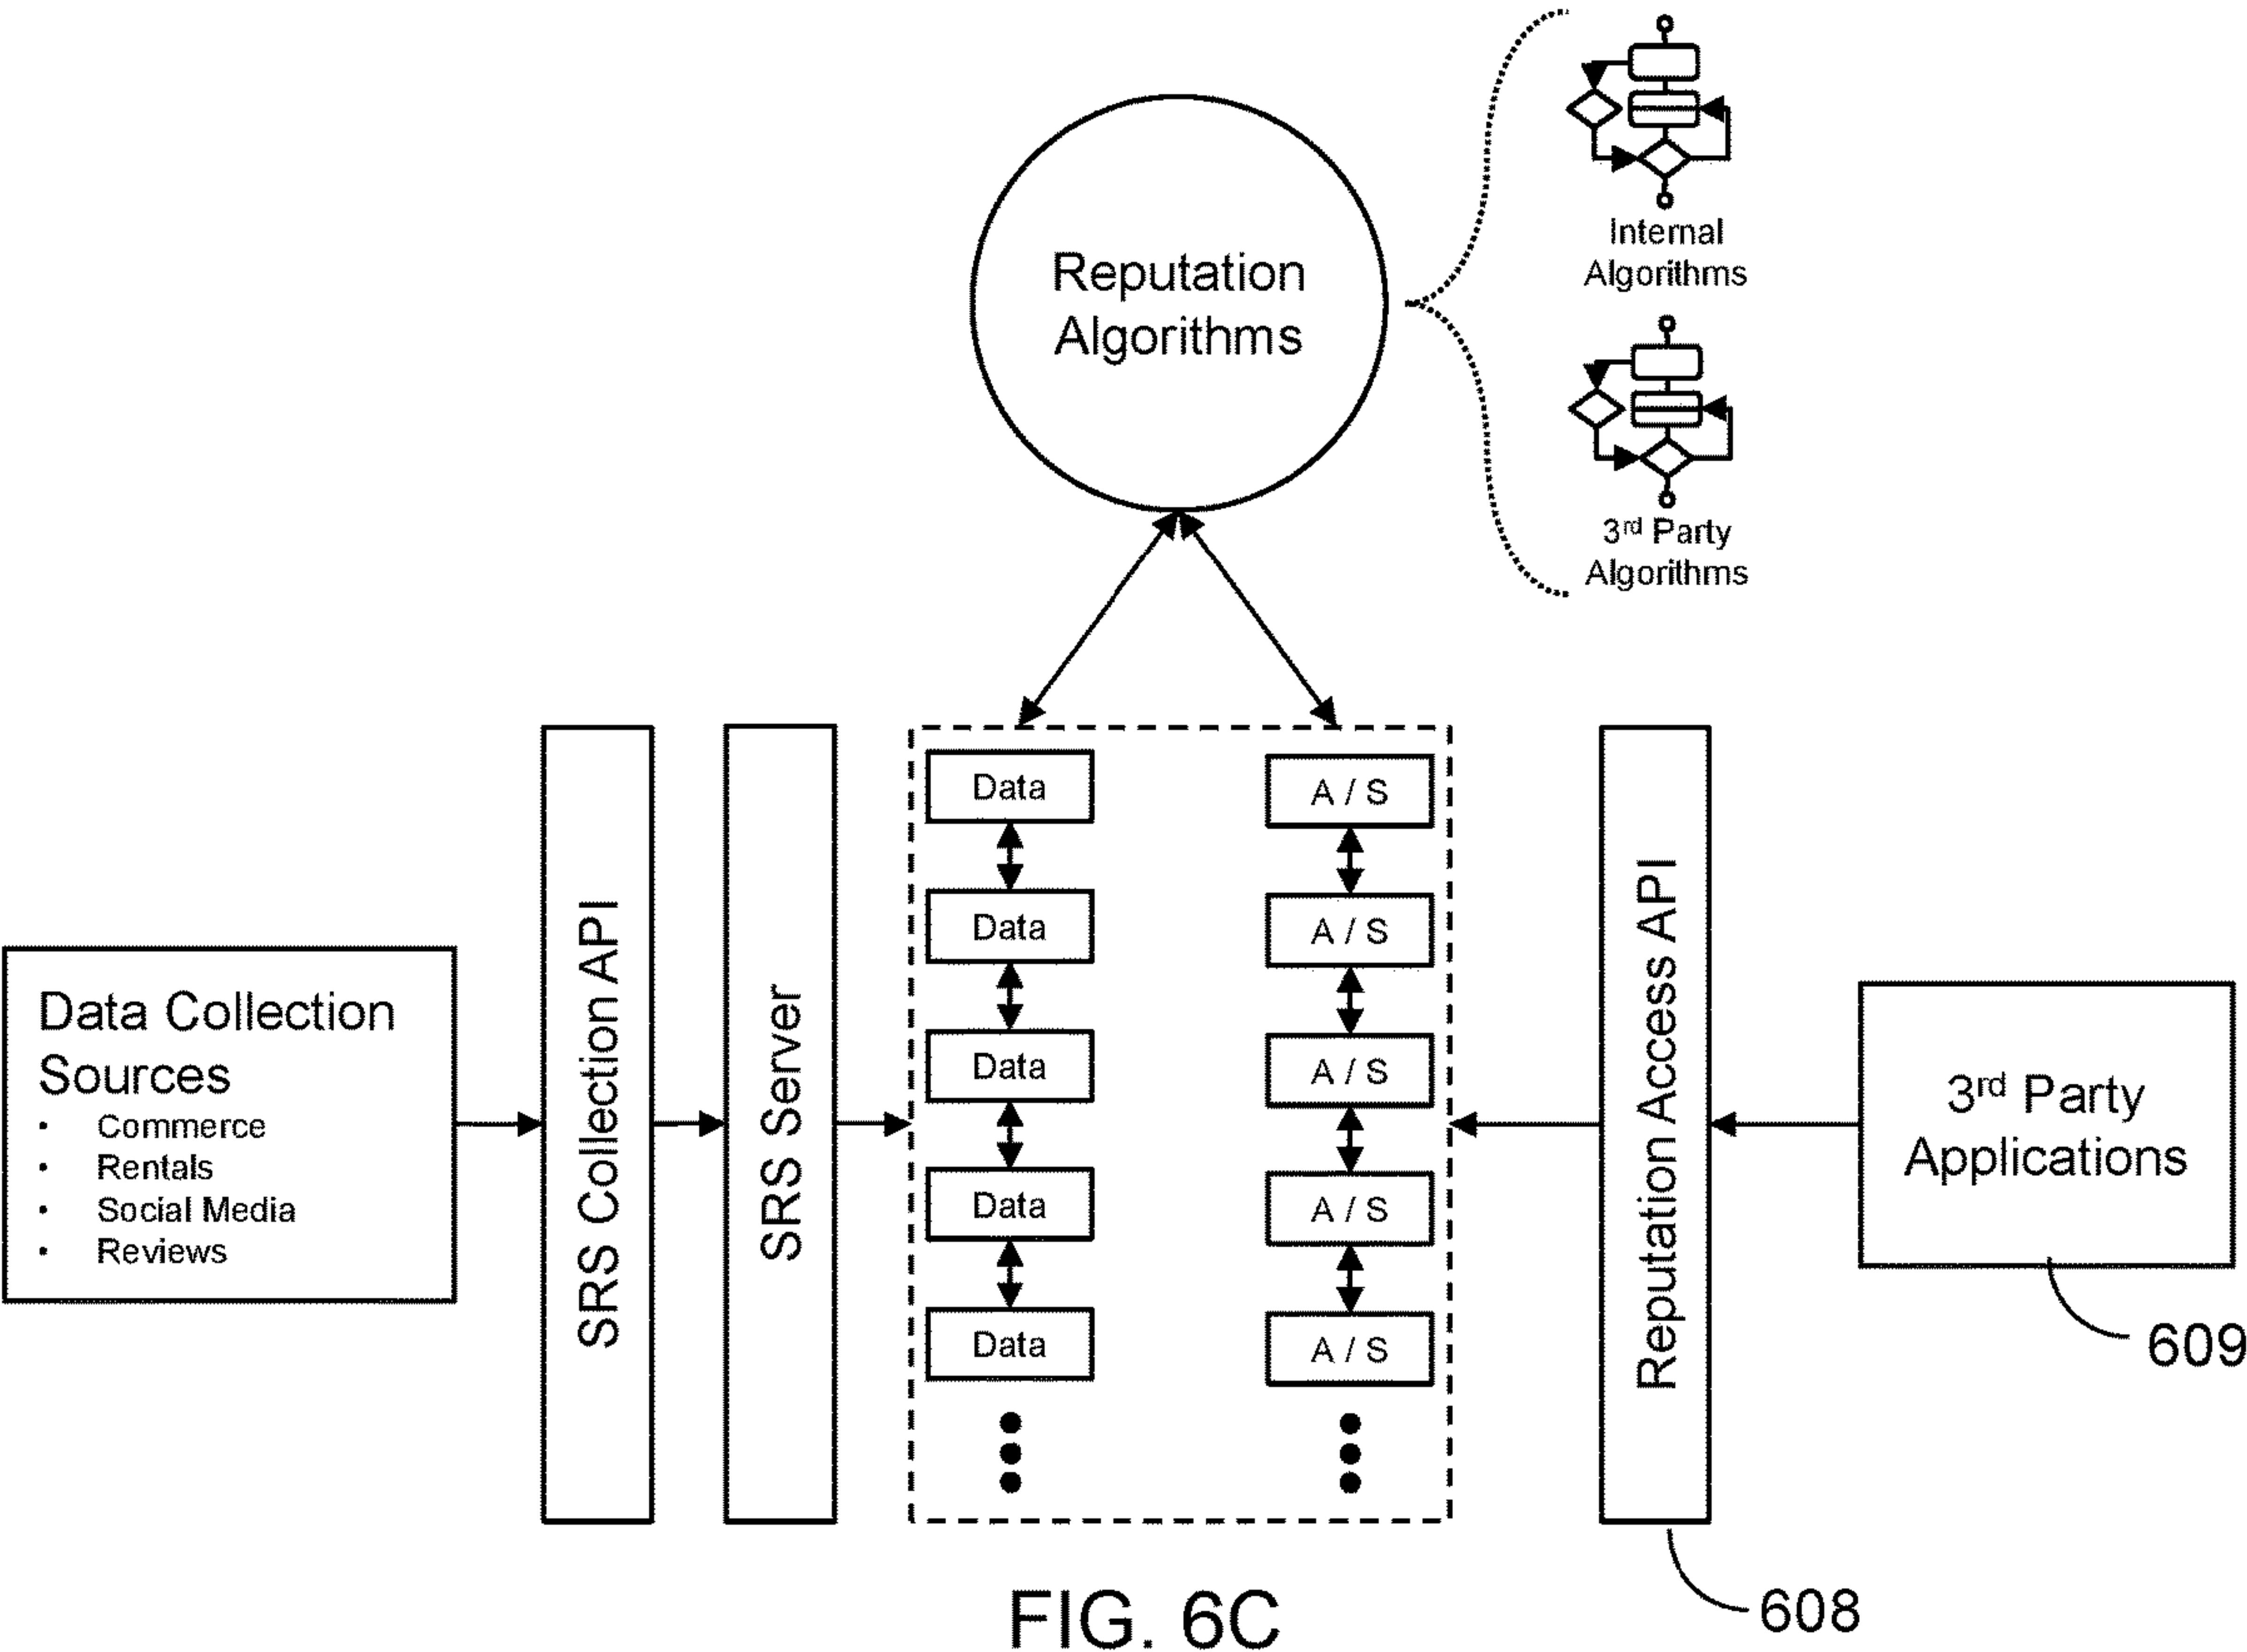 Reputation
Algorithms
Internal
Algorithms
3rd Party
Algorithms
Data Collection
Sources
• Commerce
• Rentals
• Social Media
• Reviews
SRS Collection API
SRS Server
Data
Data
Data
Data
Data
A / S
A / S
A / S
A / S
A / S
Reputation Access API
3rd Party
Applications
609
608
FIG. 6C